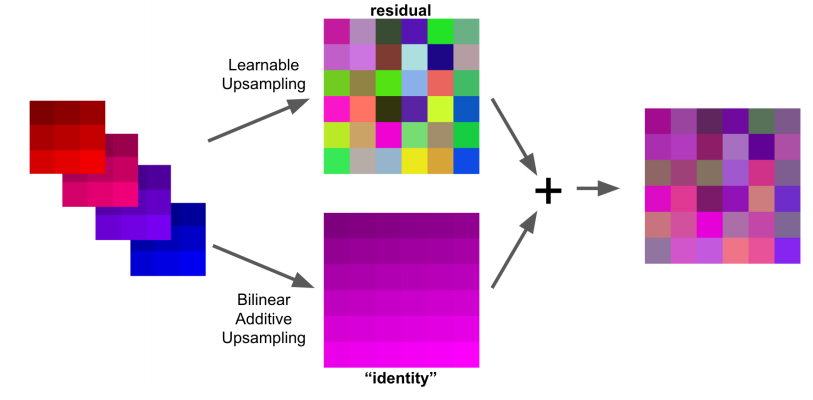 residual
Learnable
Upsampling
+
Bilinear
Additive
Upsampling
“identity”